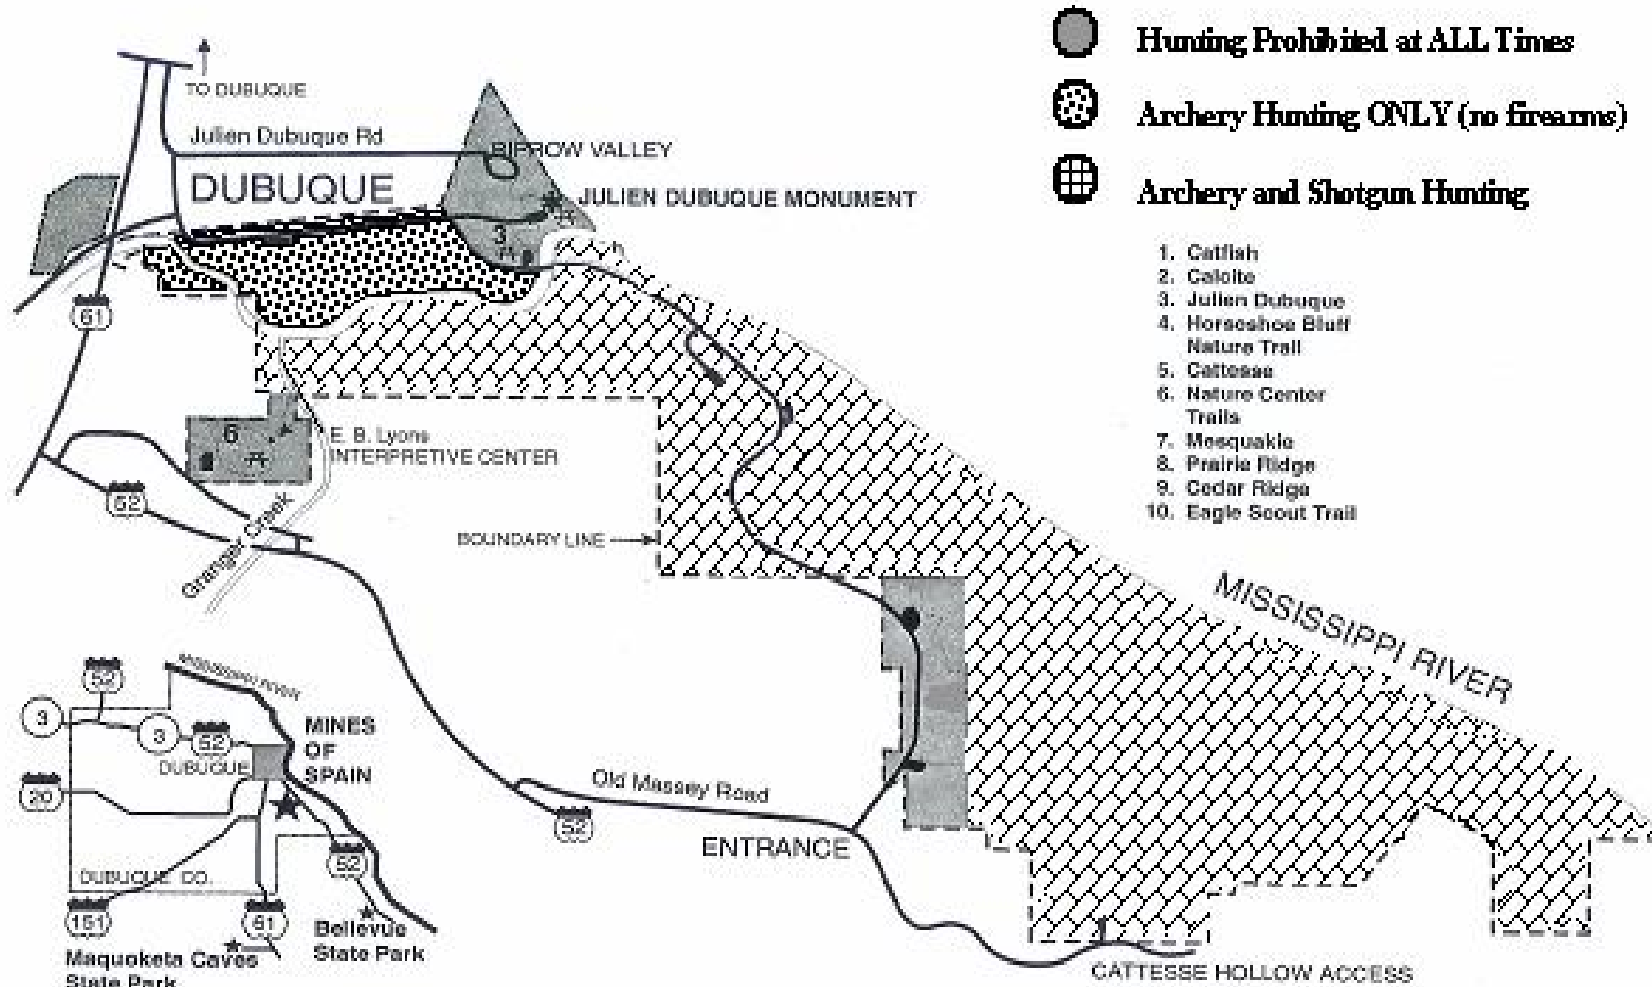 Hunting Prohibited at ALL Times
Archery Hunting ONLY (no firearms)
Archery and Shotgun Hunting
TO DUBUQUE
Julien Dubuque Rd
VALLEY
DUBUQUE
JULIEN DUBUQUE MONUMENT
3
61
1. Catfish
2. Calcite
3. Julien Dubuque
4. Horseshoe Bluff
Nature Trail
5. Cattesse
6. Nature Center
Trails
7. Mesquakie
8. Prairie Ridge
9. Cedar Ridge
10. Eagle Scout Trail
6
E. B. Lyons
INTERPRETIVE CENTER
52
Granger Creek
BOUNDARY LINE
MISSISSIPPI RIVER
52
MISSISSIPPI RIVER
3
3
52
MINES
OF
SPAIN
DUBUQUE
20
Old Massey Road
52
ENTRANCE
52
DUBUQUE CO.
151
61
Bellevue
State Park
Maquoketa Caves
State Park
CATTESSE HOLLOW ACCESS